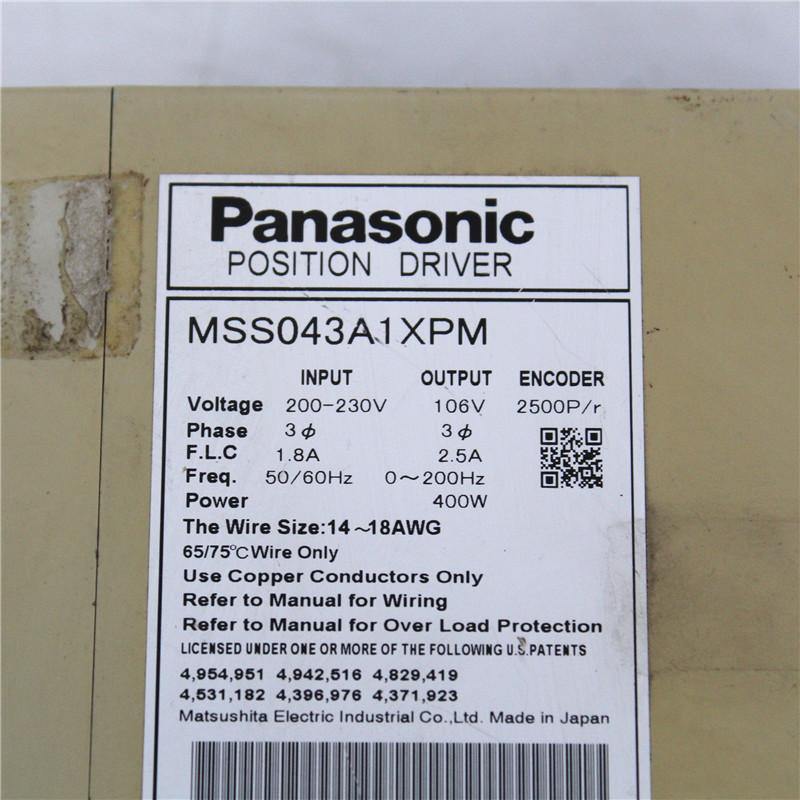 Panasonic
POSITION DRIVER
MSS043A1XPM
INPUT OUTPUT ENCODER
Voltage 200-230V 106V 2500P/r
Phase 3ϕ 3ϕ
F.L.C 1.8A 2.5A
Freq. 50/60Hz 0～200Hz
Power 400W
The Wire Size:14～18AWG
65/75℃ Wire Only
Use Copper Conductors Only
Refer to Manual for Wiring
Refer to Manual for Over Load Protection
LICENSED UNDER ONE OR MORE OF THE FOLLOWING U.S.PATENTS
4,954,951 4,942,516 4,829,419
4,531,182 4,396,976 4,371,923
Matsushita Electric Industrial Co.,Ltd. Made in Japan